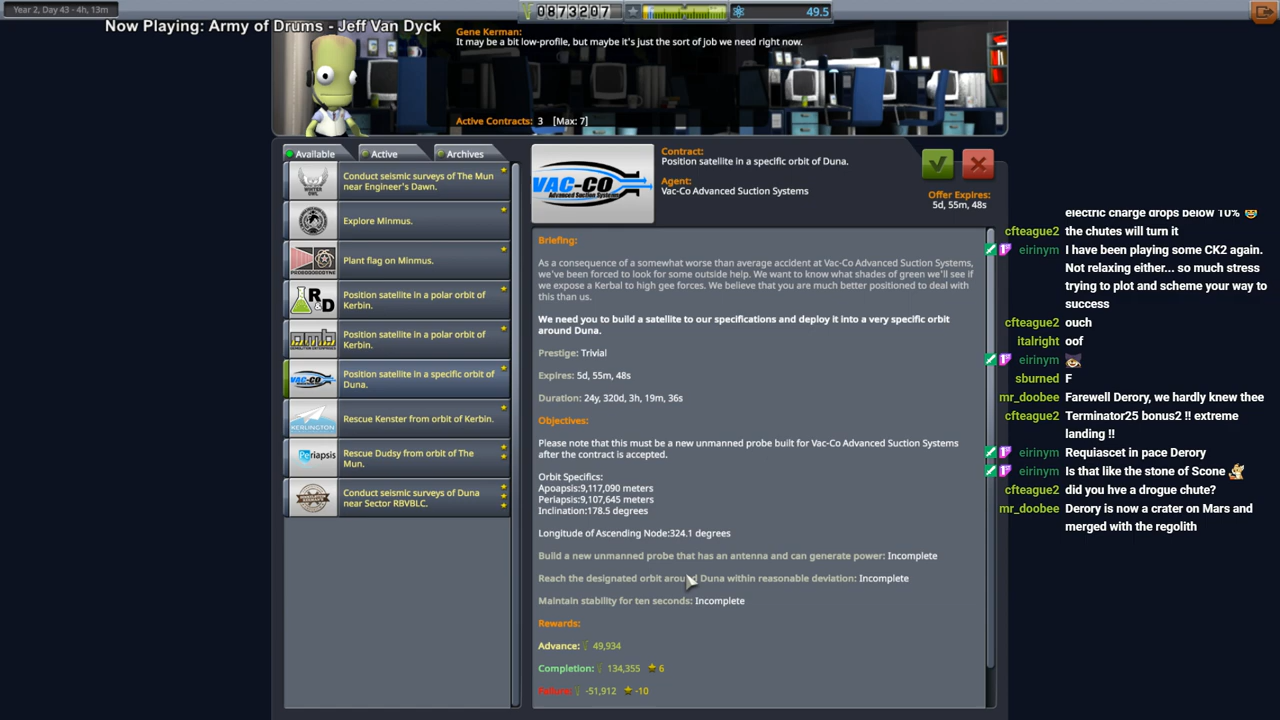 Year 2, Day 43 - 4h, 13m
0873207
49.5
Now Playing: Army of Drums - Jeff Van Dyck
Gene Kerman:
It may be a bit low-profile, but maybe it's just the sort of job we need right now.
Active Contracts: 3 [Max: 7]
Available
Active
Archives
Conduct seismic surveys of The Mun
near Engineer's Dawn.
Explore Minmus.
Plant flag on Minmus.
R&D
Position satellite in a polar orbit of
Kerbin.
Position satellite in a polar orbit of
Kerbin.
VAC-CO
Position satellite in a specific orbit of
Duna.
KERLINGTON
Rescue Kenster from orbit of Kerbin.
Periapsis
Rescue Dudsy from orbit of The
Mun.
Conduct seismic surveys of Duna
near Sector RBVBLC.
VAC-CO
Advanced Suction Systems
Contract:
Position satellite in a specific orbit of Duna.
Agent:
Vac-Co Advanced Suction Systems
Offer Expires:
5d, 55m, 48s
Briefing:
As a consequence of a somewhat worse than average accident at Vac-Co Advanced Suction Systems,
we've been forced to look for some outside help. We want to know what shades of green we'll see if
we expose a Kerbal to high gee forces. We believe that you are much better positioned to deal with
this than us.
We need you to build a satellite to our specifications and deploy it into a very specific orbit
around Duna.
Prestige: Trivial
Expires: 5d, 55m, 48s
Duration: 24y, 320d, 3h, 19m, 36s
Objectives:
Please note that this must be a new unmanned probe built for Vac-Co Advanced Suction Systems
after the contract is accepted.
Orbit Specifics:
Apoapsis:9,117,090 meters
Periapsis:9,107,645 meters
Inclination:178.5 degrees
Longitude of Ascending Node:324.1 degrees
Build a new unmanned probe that has an antenna and can generate power: Incomplete
Reach the designated orbit around Duna within reasonable deviation: Incomplete
Maintain stability for ten seconds: Incomplete
Rewards:
Advance: 49,934
Completion: 134,355 6
Failure: -51,912 -10
electric charge drops below 10%
cfteague2 the chutes will turn it
eirinym I have been playing some CK2 again.
Not relaxing either... so much stress
trying to plot and scheme your way to
success
cfteague2 ouch
italright oof
eirinym
sburned F
mr_doobee Farewell Derory, we hardly knew thee
cfteague2 Terminator25 bonus2 !! extreme
landing !!
eirinym Requiascet in pace Derory
eirinym Is that like the stone of Scone
cfteague2 did you hve a drogue chute?
mr_doobee Derory is now a crater on Mars and
merged with the regolith